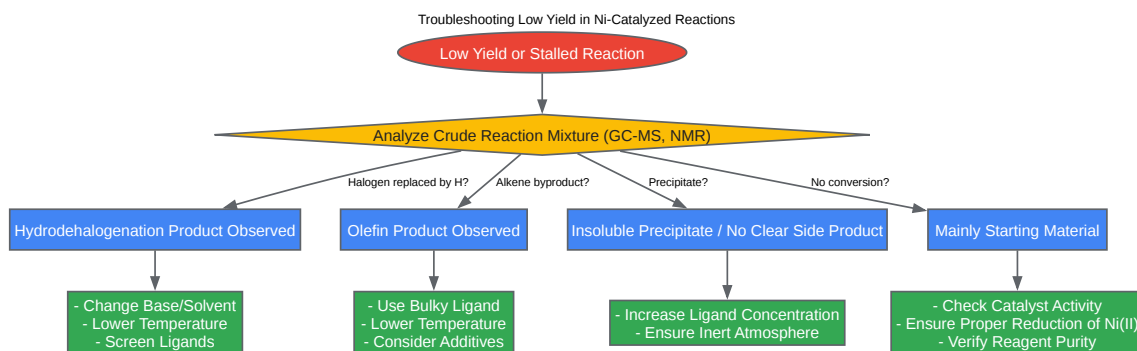 Troubleshooting Low Yield in Ni-Catalyzed Reactions
Low Yield or Stalled Reaction
Analyze Crude Reaction Mixture (GC-MS, NMR)
Halogen replaced by H?
Alkene byproduct?
Precipitate?
No conversion?
Hydrodehalogenation Product Observed
Olefin Product Observed
Insoluble Precipitate / No Clear Side Product
Mainly Starting Material
- Change Base/Solvent
- Lower Temperature
- Screen Ligands
- Use Bulky Ligand
- Lower Temperature
- Consider Additives
- Increase Ligand Concentration
- Ensure Inert Atmosphere
- Check Catalyst Activity
- Ensure Proper Reduction of Ni(II)
- Verify Reagent Purity